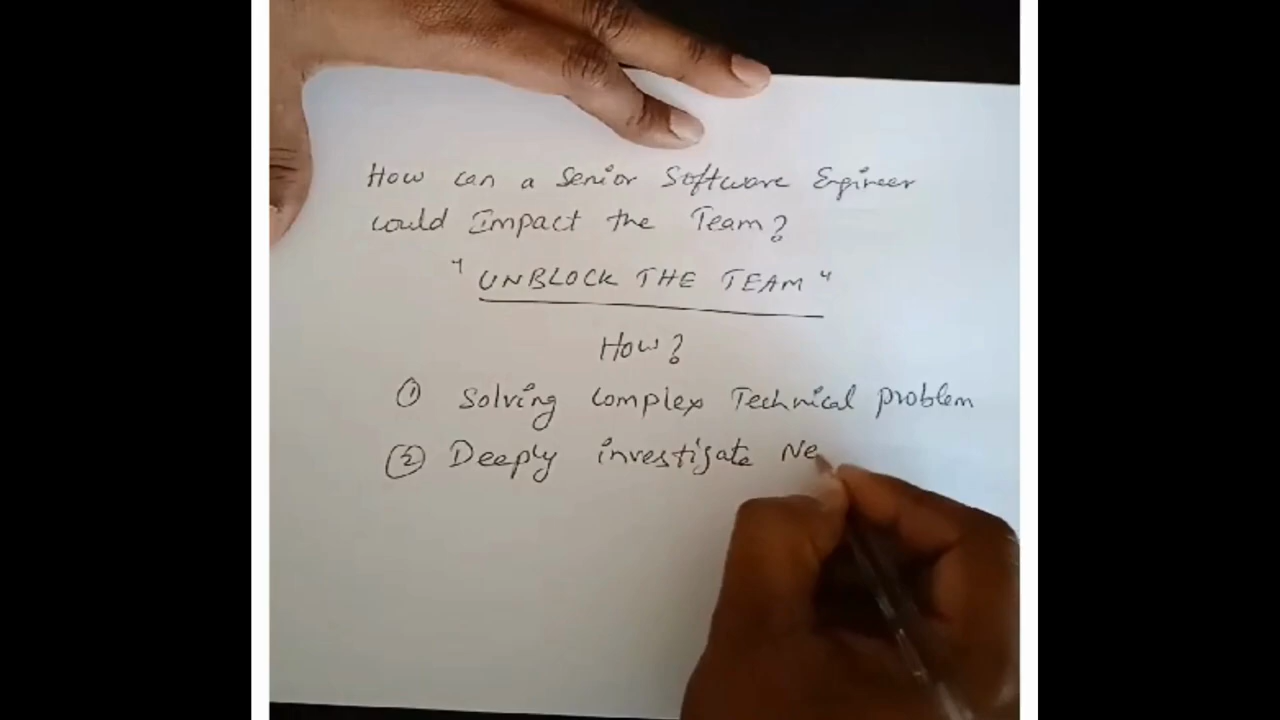 How can a Senior Software Engineer
could Impact the Team?
"UNBLOCK THE TEAM"
How?
① Solving complex Technical problem
② Deeply investigate Ne